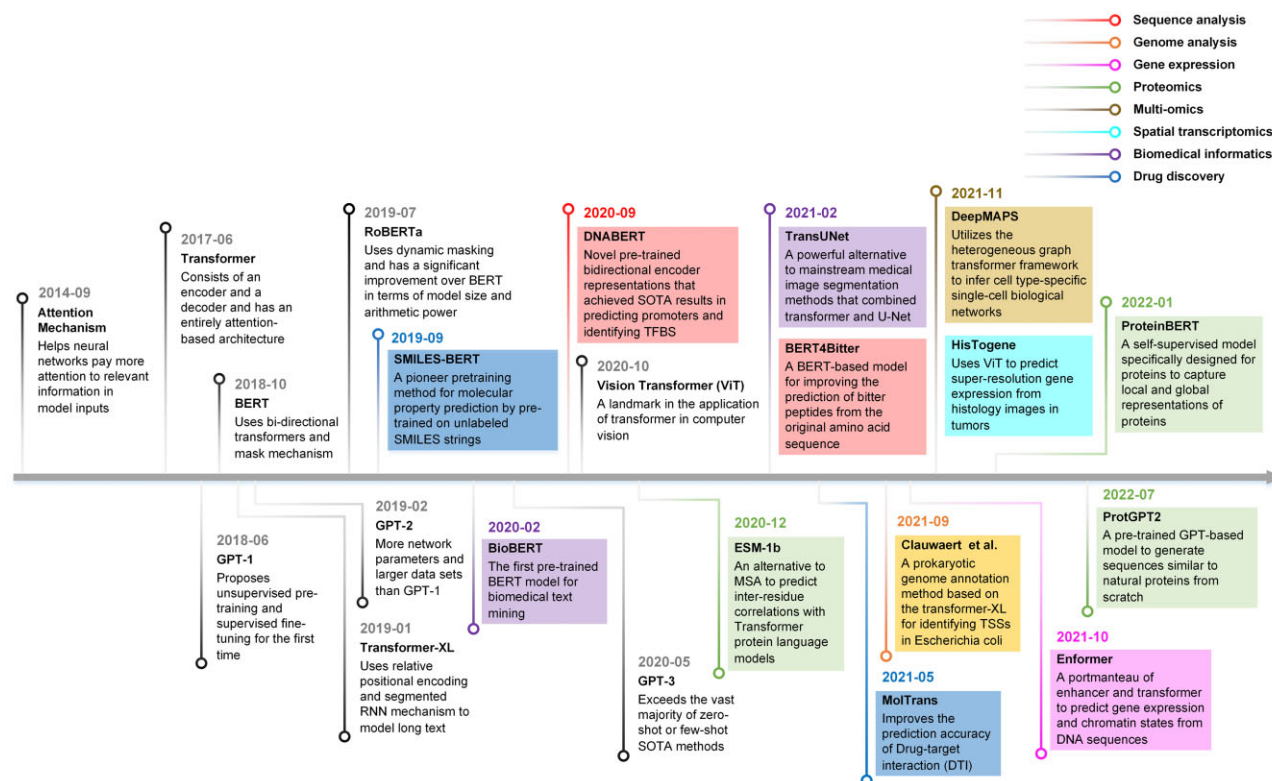 Sequence analysis
Genome analysis
Gene expression
Proteomics
Multi-omics
Spatial transcriptomics
Biomedical informatics
Drug discovery
2014-09
Attention
Mechanism
Helps neural
networks pay more
attention to relevant
information in
model inputs
2017-06
Transformer
Consists of an
encoder and a
decoder and has an
entirely attention-
based architecture
2018-10
BERT
Uses bi-directional
transformers and
mask mechanism
2019-07
RoBERTa
Uses dynamic masking
and has a significant
improvement over BERT
in terms of model size and
arithmetic power
2019-09
SMILES-BERT
A pioneer pretraining
method for molecular
property prediction by pre-
trained on unlabeled
SMILES strings
2020-09
DNABERT
Novel pre-trained
bidirectional encoder
representations that
achieved SOTA results in
predicting promoters and
identifying TFBS
2020-10
Vision Transformer (ViT)
A landmark in the application
of transformer in computer
vision
2021-02
TransUNet
A powerful alternative
to mainstream medical
image segmentation
methods that combined
transformer and U-Net
BERT4Bitter
A BERT-based model
for improving the
prediction of bitter
peptides from the
original amino acid
sequence
2021-11
DeepMAPS
Utilizes the
heterogeneous graph
transformer framework
to infer cell type-specific
single-cell biological
networks
HisTogene
Uses ViT to predict
super-resolution gene
expression from
histology images in
tumors
2022-01
ProteinBERT
A self-supervised model
specifically designed for
proteins to capture
local and global
representations of
proteins
2018-06
GPT-1
Proposes
unsupervised pre-
training and
supervised fine-
tuning for the first
time
2019-02
GPT-2
More network
parameters and
larger data sets
than GPT-1
2019-01
Transformer-XL
Uses relative
positional encoding
and segmented
RNN mechanism to
model long text
2020-02
BioBERT
The first pre-trained
BERT model for
biomedical text
mining
2020-05
GPT-3
Exceeds the vast
majority of zero-
shot or few-shot
SOTA methods
2020-12
ESM-1b
An alternative to
MSA to predict
inter-residue
correlations with
Transformer
protein language
models
2021-05
MolTrans
Improves the
prediction accuracy
of Drug-target
interaction (DTI)
2021-09
Clauwaert et al.
A prokaryotic
genome annotation
method based on
the transformer-XL
for identifying TSSs
in Escherichia coli
2021-10
Enformer
A portmanteau of
enhancer and transformer
to predict gene expression
and chromatin states from
DNA sequences
2022-07
ProtGPT2
A pre-trained GPT-based
model to generate
sequences similar to
natural proteins from
scratch